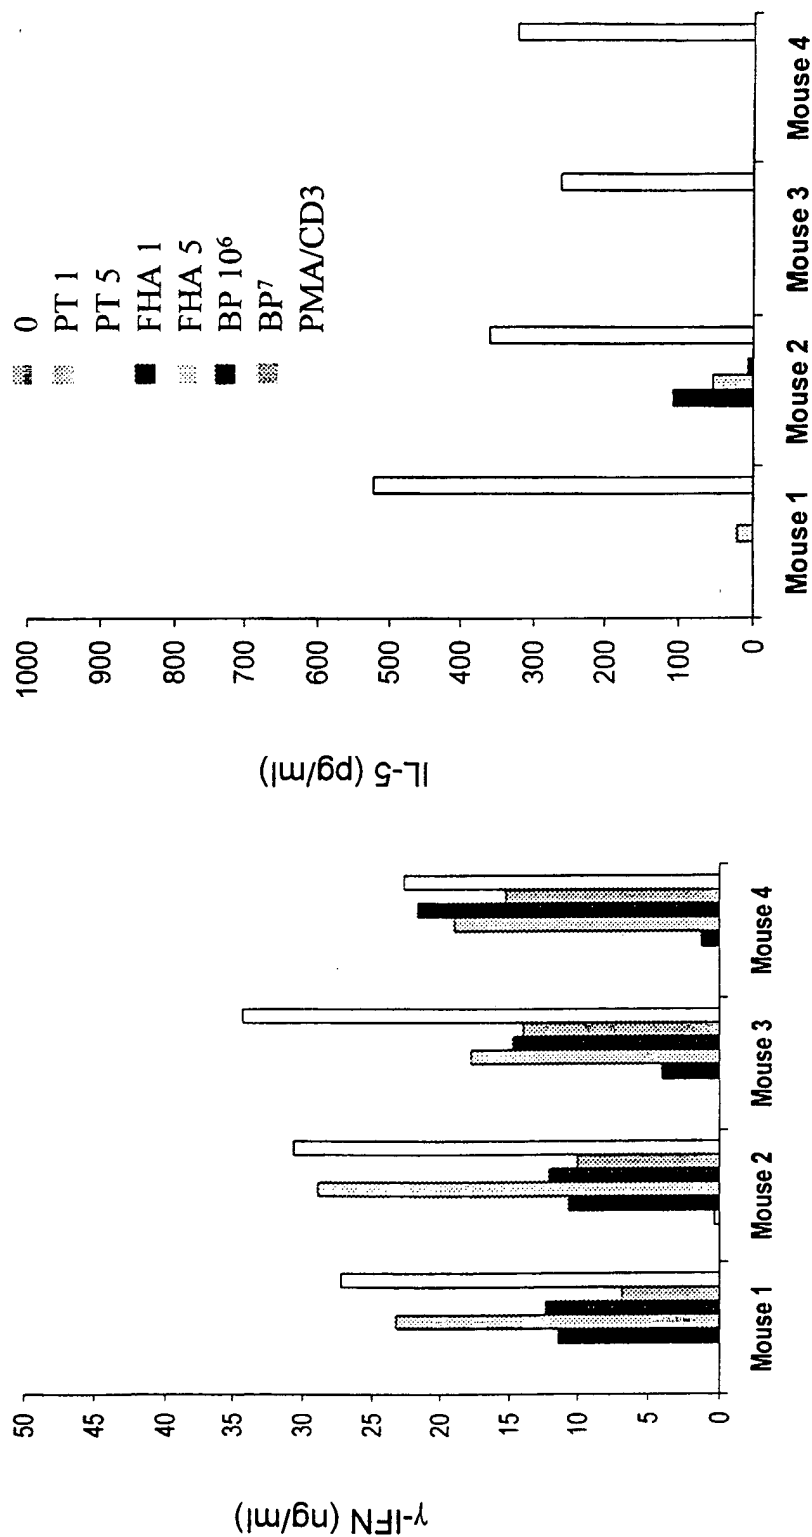 γ-IFN (ng/ml)
50
45
40
35
30
25
20
15
10
5
0
Mouse 1
Mouse 2
Mouse 3
Mouse 4
IL-5 (pg/ml)
1000
900
800
700
600
500
400
300
200
100
0
Mouse 1
Mouse 2
Mouse 3
Mouse 4
0
PT 1
PT 5
FHA 1
FHA 5
BP 10⁶
BP⁷
PMA/CD3